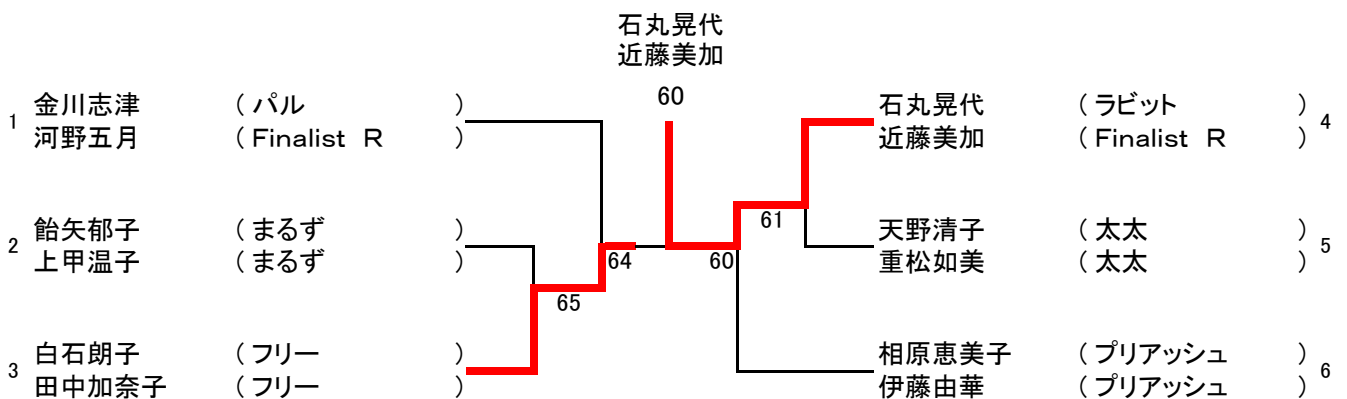 石丸晃代
近藤美加
60
1 金川志津 （ パル ）
河野五月 （ Finalist R ）
2 飴矢郁子 （ まるず ）
上甲温子 （ まるず ）
3 白石朗子 （ フリー ）
田中加奈子 （ フリー ）
65
64
60
61
石丸晃代 （ ラビット ） 4
近藤美加 （ Finalist R ）
天野清子 （ 太太 ） 5
重松如美 （ 太太 ）
相原恵美子 （ プリアッシュ ） 6
伊藤由華 （ プリアッシュ ）